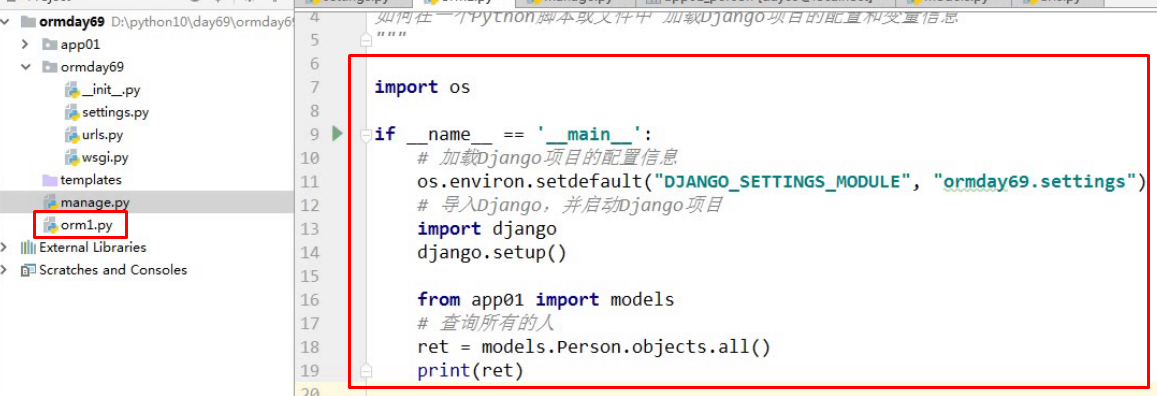 ormday69 D:\python10\day69\ormday69
app01
ormday69
__init__.py
settings.py
urls.py
wsgi.py
templates
manage.py
orm1.py
External Libraries
Scratches and Consoles
4 如何在一个Python脚本或文件中 加载Django项目的配置和变量信息
5 """
6
7 import os
8
9 if __name__ == '__main__':
10 # 加载Django项目的配置信息
11 os.environ.setdefault("DJANGO_SETTINGS_MODULE", "ormday69.settings")
12 # 导入Django，并启动Django项目
13 import django
14 django.setup()
15
16 from app01 import models
17 # 查询所有的人
18 ret = models.Person.objects.all()
19 print(ret)
20